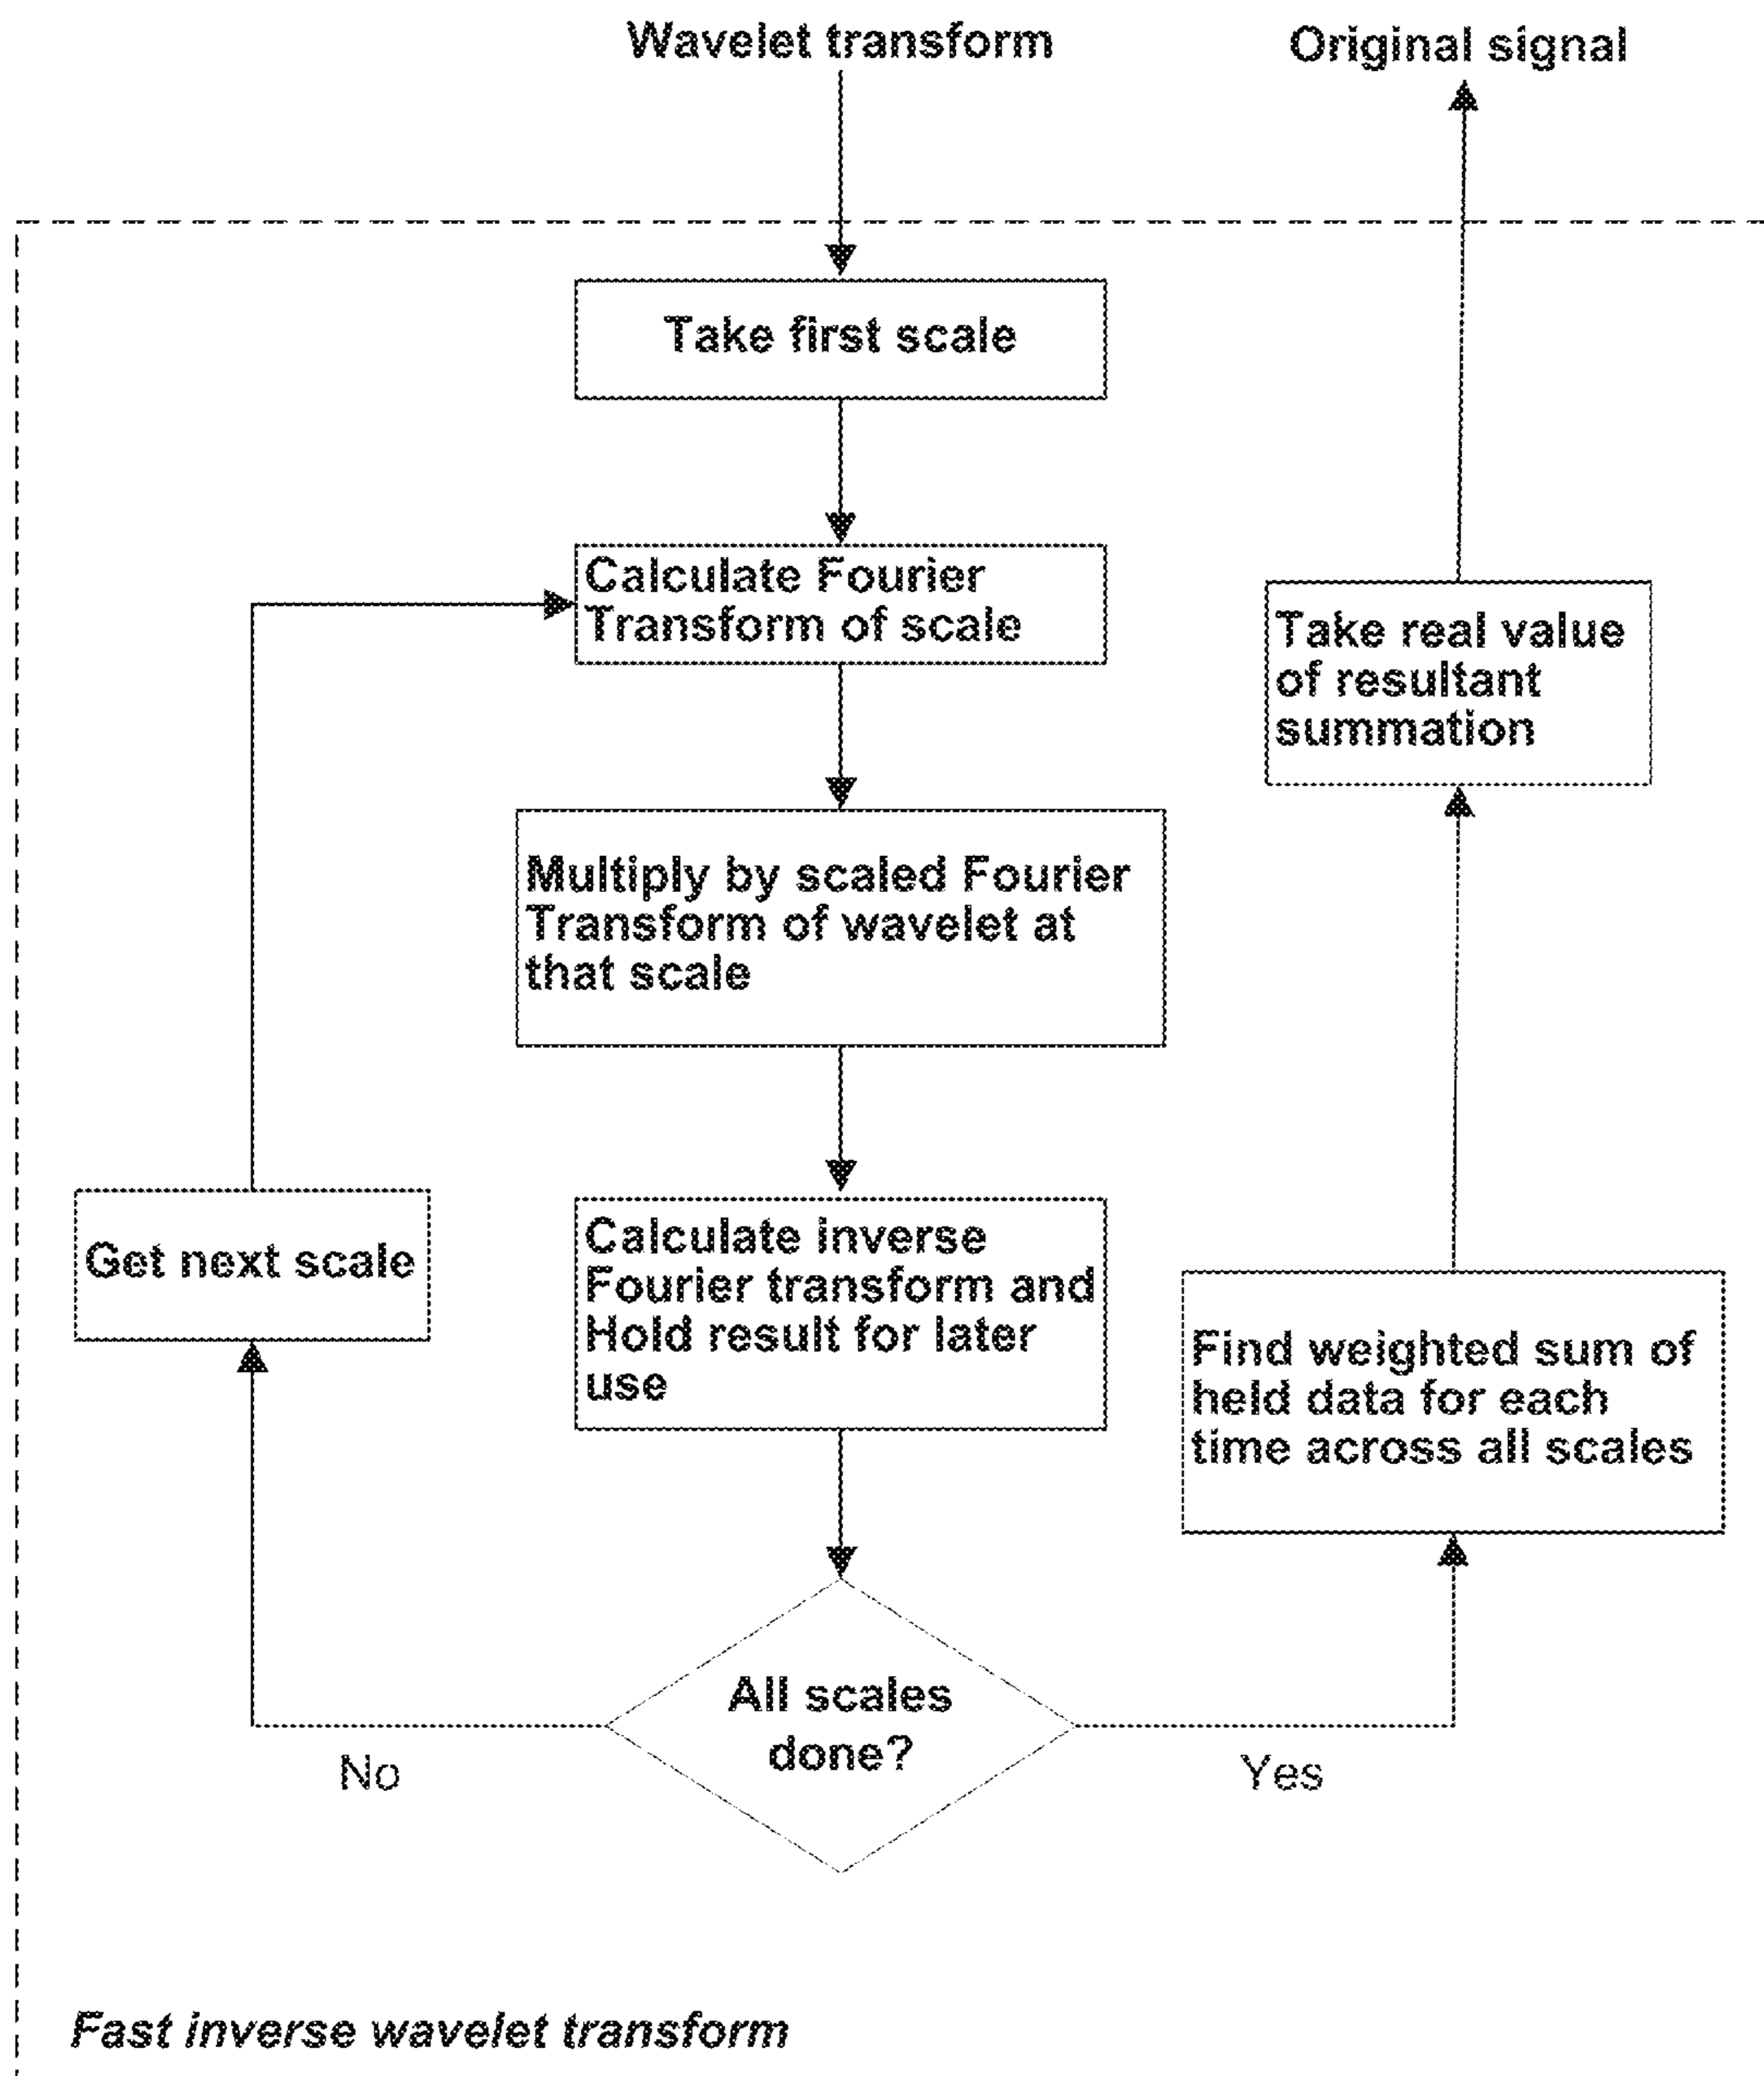 Wavelet transform
Original signal
Take first scale
Calculate Fourier
Transform of scale
Take real value
of resultant
summation
Multiply by scaled Fourier
Transform of wavelet at
that scale
Get next scale
Calculate inverse
Fourier transform and
Hold result for later
use
Find weighted sum of
held data for each
time across all scales
All scales
done?
No
Yes
Fast inverse wavelet transform